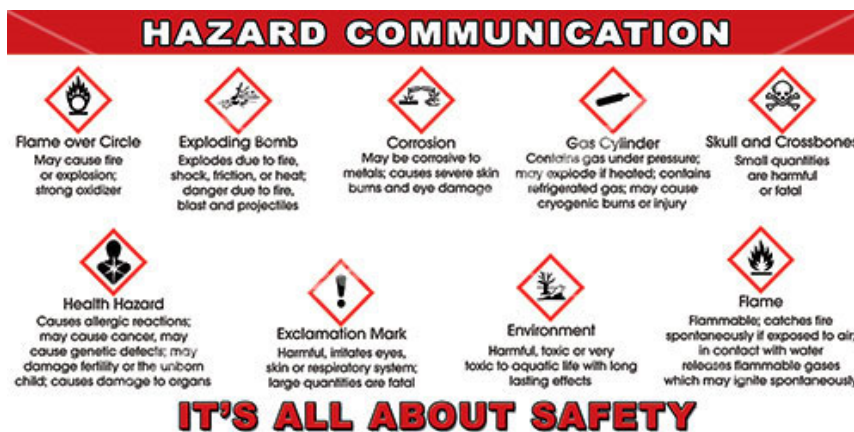 HAZARD COMMUNICATION
Flame over Circle
May cause fire
or explosion;
strong oxidizer
Exploding Bomb
Explodes due to fire,
shock, friction, or heat;
danger due to fire,
blast and projectiles
Corrosion
May be corrosive to
metals; causes severe skin
burns and eye damage
Gas Cylinder
Contains gas under pressure;
may explode if heated; contains
refrigerated gas; may cause
cryogenic burns or injury
Skull and Crossbones
Small quantities
are harmful
or fatal
Health Hazard
Causes allergic reactions;
may cause cancer, may
cause genetic defects; may
damage fertility or the unborn
child; causes damage to organs
Exclamation Mark
Harmful, irritates eyes,
skin or respiratory system;
large quantities are fatal
Environment
Harmful, toxic or very
toxic to aquatic life with long
lasting effects
Flame
Flammable; catches fire
spontaneously if exposed to air;
in contact with water
releases flammable gases
which may ignite spontaneously
IT'S ALL ABOUT SAFETY